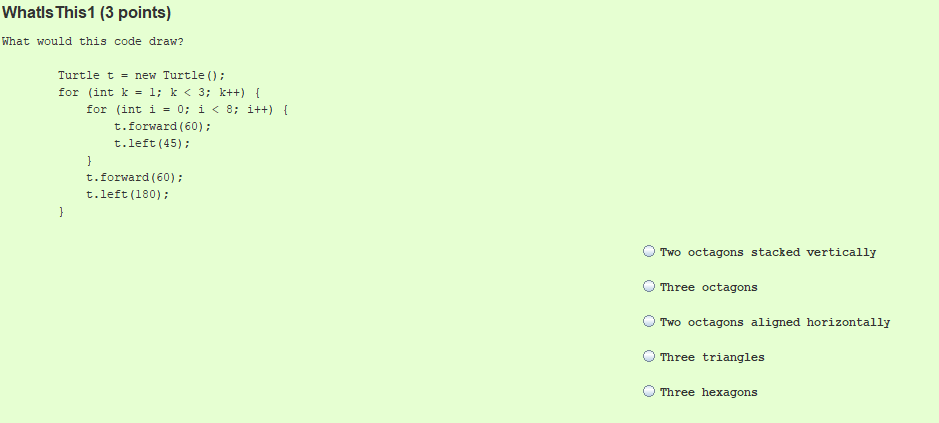 WhatIsThis1 (3 points)
What would this code draw?
Turtle t = new Turtle();
for (int k = 1; k < 3; k++) {
for (int i = 0; i < 8; i++) {
t.forward(60);
t.left(45);
}
t.forward(60);
t.left(180);
}
Two octagons stacked vertically
Three octagons
Two octagons aligned horizontally
Three triangles
Three hexagons